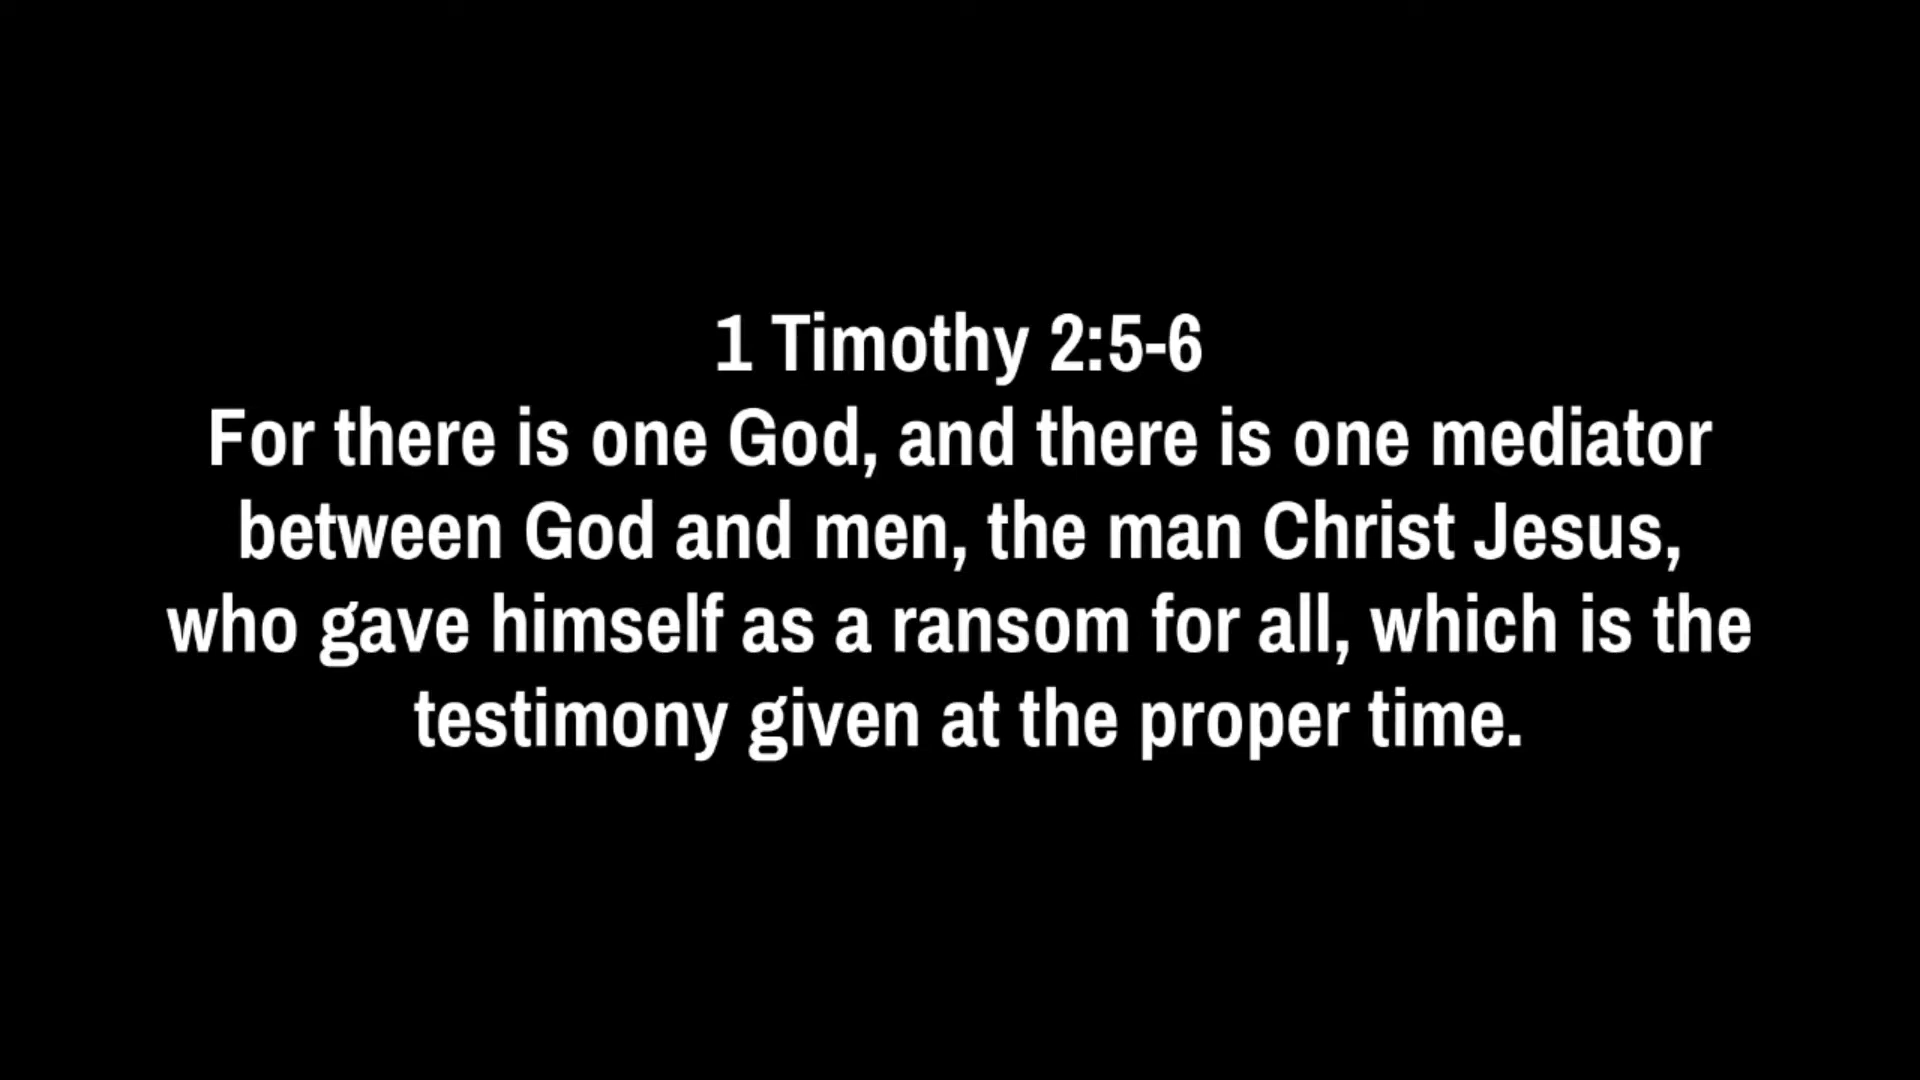 1 Timothy 2:5-6
For there is one God, and there is one mediator
between God and men, the man Christ Jesus,
who gave himself as a ransom for all, which is the
testimony given at the proper time.